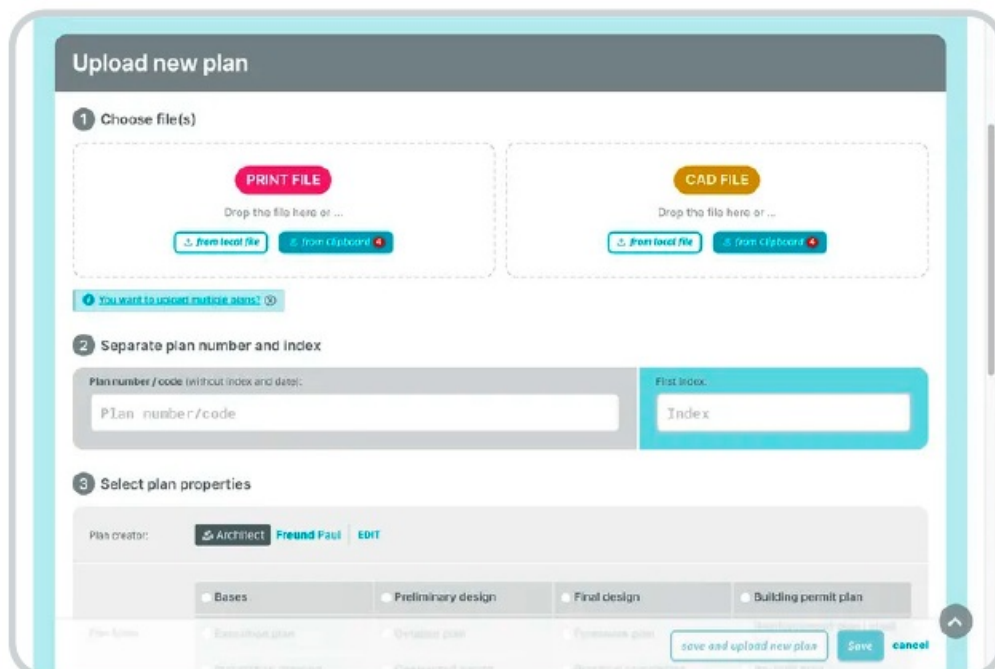 Upload new plan
1 Choose file(s)
PRINT FILE
Drop the file here or ...
from local file
from Clipboard 4
CAD FILE
Drop the file here or ...
from local file
from Clipboard 4
You want to upload multiple plans?
2 Separate plan number and index
Plan number / code (without index and date):
Plan number/code
First index:
Index
3 Select plan properties
Plan creator: Architect Freund Paul EDIT
Bases Preliminary design Final design Building permit plan
Execution plan
save and upload new plan Save cancel